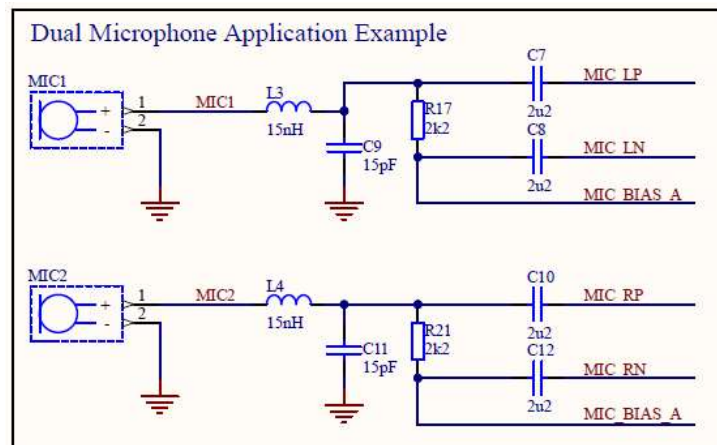 Dual Microphone Application Example
MIC1
+
-
1
2
MIC1
L3
15nH
C9
15pF
R17
2k2
C7
2u2
MIC_LP
C8
2u2
MIC_LN
MIC_BIAS_A
MIC2
+
-
1
2
MIC2
L4
15nH
C11
15pF
R21
2k2
C10
2u2
MIC_RP
C12
2u2
MIC_RN
MIC_BIAS_A